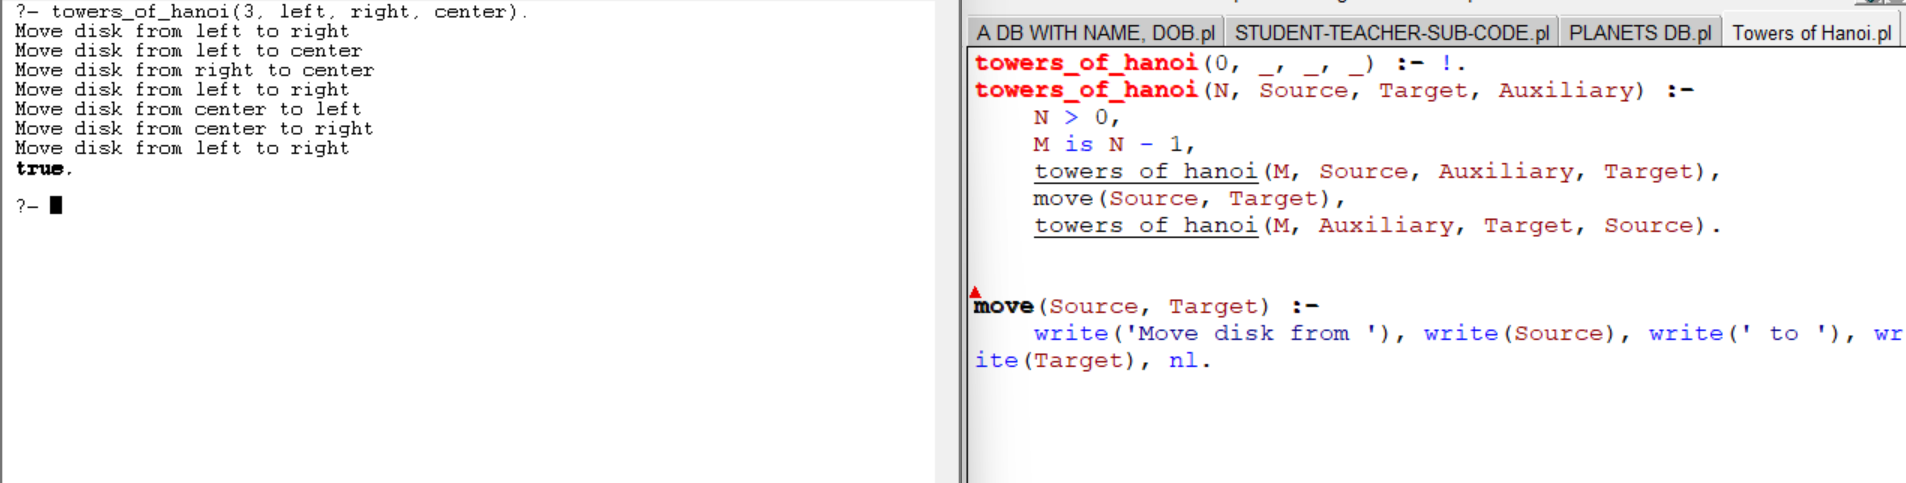 ?- towers_of_hanoi(3, left, right, center).
Move disk from left to right
Move disk from left to center
Move disk from right to center
Move disk from left to right
Move disk from center to left
Move disk from center to right
Move disk from left to right
true.
?-
A DB WITH NAME, DOB.pl STUDENT-TEACHER-SUB-CODE.pl PLANETS DB.pl Towers of Hanoi.pl
towers_of_hanoi(0, _, _, _) :- !.
towers_of_hanoi(N, Source, Target, Auxiliary) :-
N > 0,
M is N - 1,
towers_of_hanoi(M, Source, Auxiliary, Target),
move(Source, Target),
towers_of_hanoi(M, Auxiliary, Target, Source).
move(Source, Target) :-
write('Move disk from '), write(Source), write(' to '), wr
ite(Target), nl.